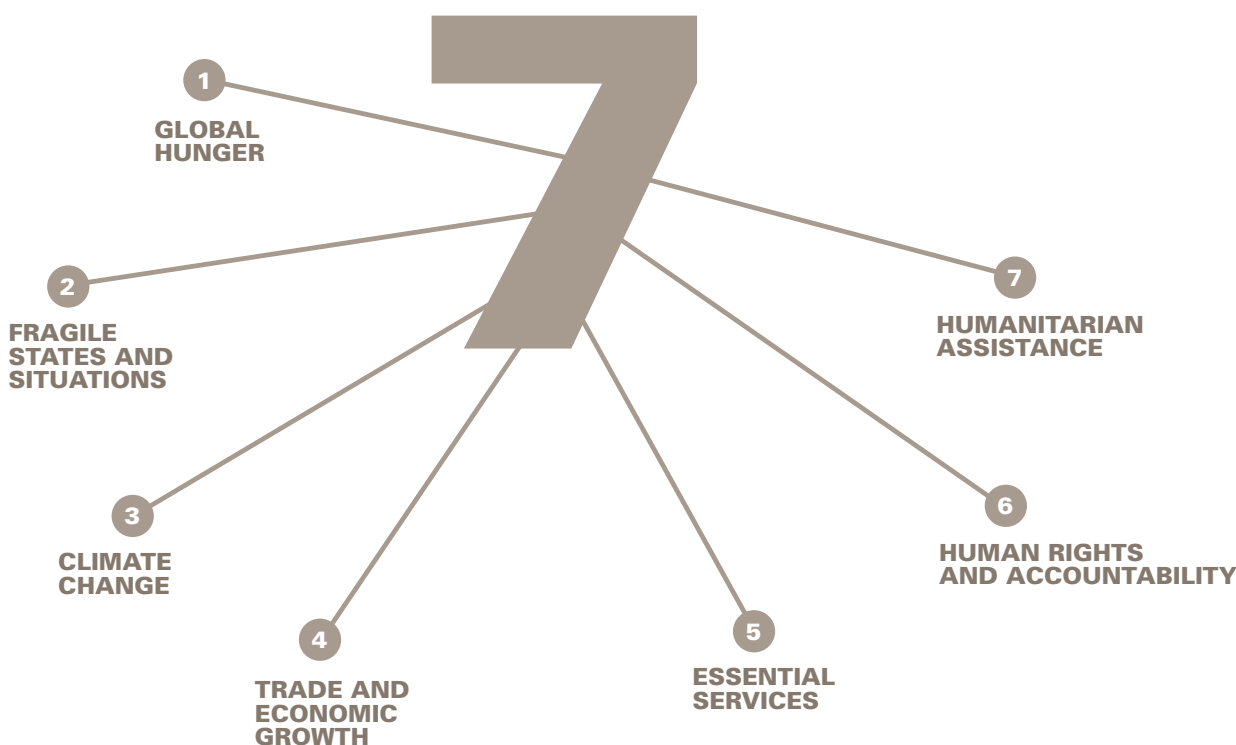 7
1
GLOBAL
HUNGER
2
FRAGILE
STATES AND
SITUATIONS
3
CLIMATE
CHANGE
4
TRADE AND
ECONOMIC
GROWTH
5
ESSENTIAL
SERVICES
6
HUMAN RIGHTS
AND ACCOUNTABILITY
7
HUMANITARIAN
ASSISTANCE